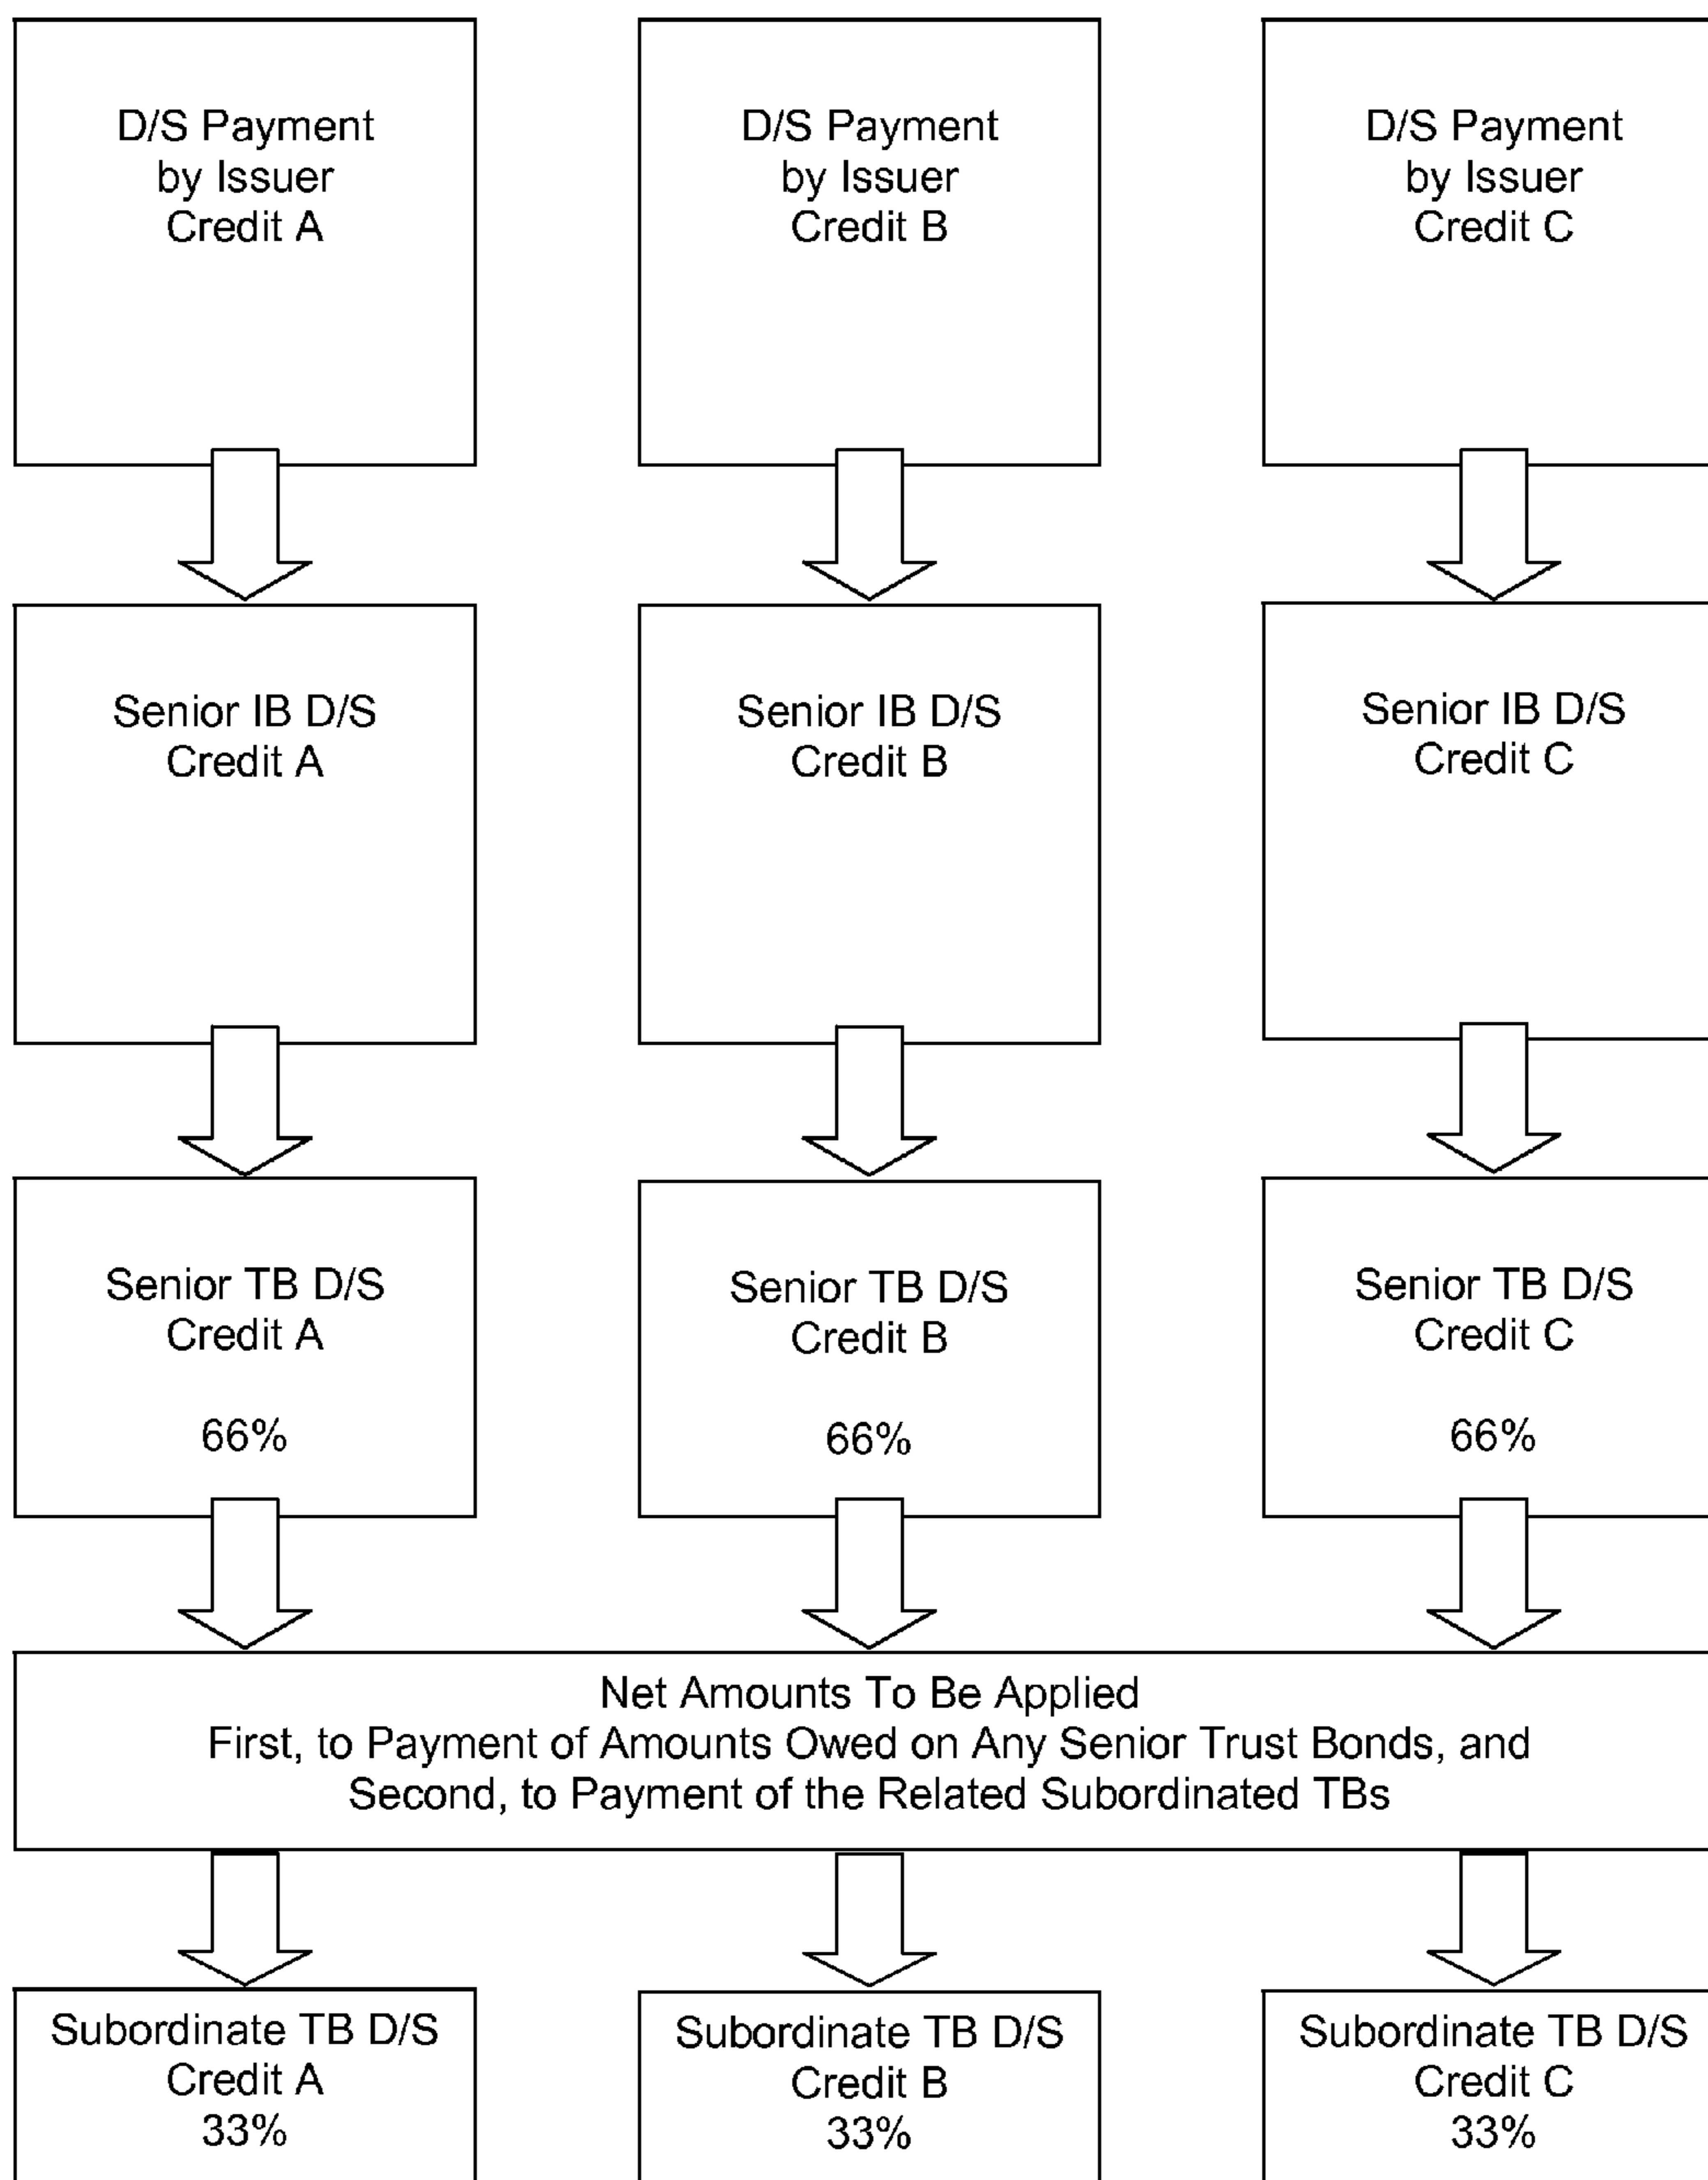 D/S Payment
by Issuer
Credit A
D/S Payment
by Issuer
Credit B
D/S Payment
by Issuer
Credit C
Senior IB D/S
Credit A
Senior IB D/S
Credit B
Senior IB D/S
Credit C
Senior TB D/S
Credit A
66%
Senior TB D/S
Credit B
66%
Senior TB D/S
Credit C
66%
Net Amounts To Be Applied
First, to Payment of Amounts Owed on Any Senior Trust Bonds, and
Second, to Payment of the Related Subordinated TBs
Subordinate TB D/S
Credit A
33%
Subordinate TB D/S
Credit B
33%
Subordinate TB D/S
Credit C
33%